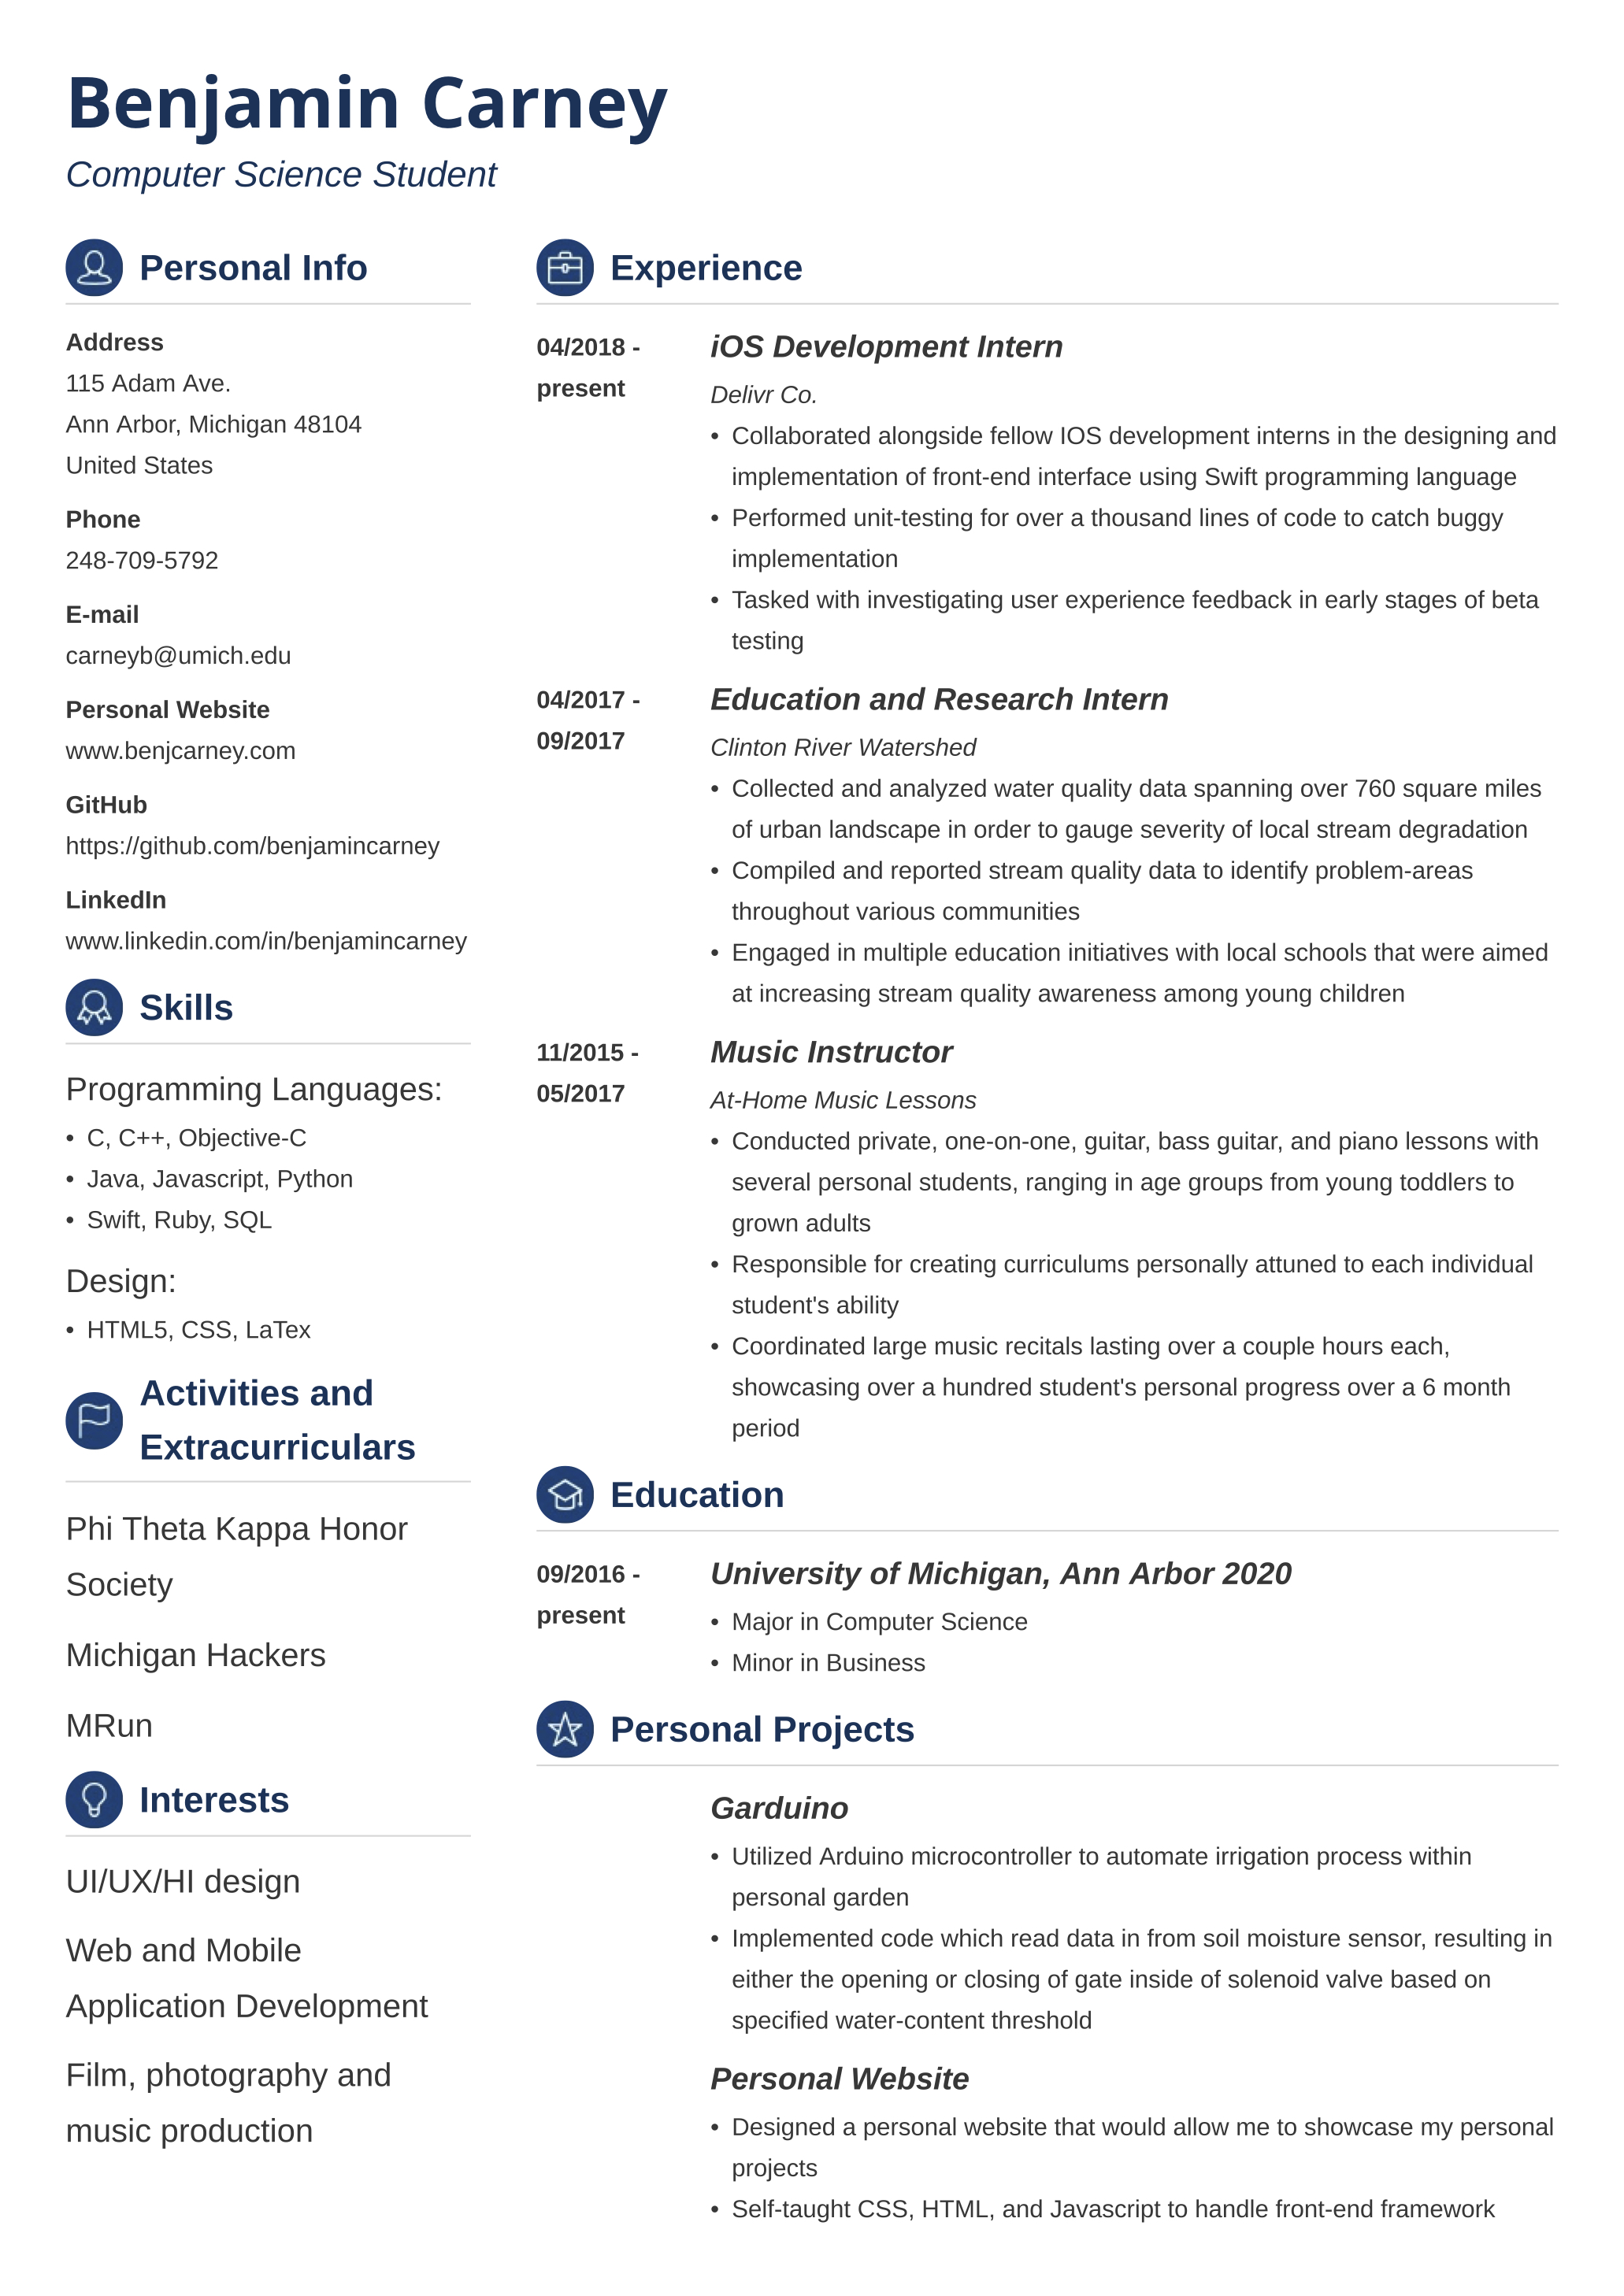 Benjamin Carney
Computer Science Student
Personal Info
Address
115 Adam Ave.
Ann Arbor, Michigan 48104
United States
Phone
248-709-5792
E-mail
carneyb@umich.edu
Personal Website
www.benjcarney.com
GitHub
https://github.com/benjamincarney
LinkedIn
www.linkedin.com/in/benjamincarney
Skills
Programming Languages:
• C, C++, Objective-C
• Java, Javascript, Python
• Swift, Ruby, SQL
Design:
• HTML5, CSS, LaTex
Activities and
Extracurriculars
Phi Theta Kappa Honor
Society
Michigan Hackers
MRun
Interests
UI/UX/HI design
Web and Mobile
Application Development
Film, photography and
music production
Experience
04/2018 -
present
iOS Development Intern
Delivr Co.
• Collaborated alongside fellow IOS development interns in the designing and
implementation of front-end interface using Swift programming language
• Performed unit-testing for over a thousand lines of code to catch buggy
implementation
• Tasked with investigating user experience feedback in early stages of beta
testing
04/2017 -
09/2017
Education and Research Intern
Clinton River Watershed
• Collected and analyzed water quality data spanning over 760 square miles
of urban landscape in order to gauge severity of local stream degradation
• Compiled and reported stream quality data to identify problem-areas
throughout various communities
• Engaged in multiple education initiatives with local schools that were aimed
at increasing stream quality awareness among young children
11/2015 -
05/2017
Music Instructor
At-Home Music Lessons
• Conducted private, one-on-one, guitar, bass guitar, and piano lessons with
several personal students, ranging in age groups from young toddlers to
grown adults
• Responsible for creating curriculums personally attuned to each individual
student's ability
• Coordinated large music recitals lasting over a couple hours each,
showcasing over a hundred student's personal progress over a 6 month
period
Education
09/2016 -
present
University of Michigan, Ann Arbor 2020
• Major in Computer Science
• Minor in Business
Personal Projects
Garduino
• Utilized Arduino microcontroller to automate irrigation process within
personal garden
• Implemented code which read data in from soil moisture sensor, resulting in
either the opening or closing of gate inside of solenoid valve based on
specified water-content threshold
Personal Website
• Designed a personal website that would allow me to showcase my personal
projects
• Self-taught CSS, HTML, and Javascript to handle front-end framework